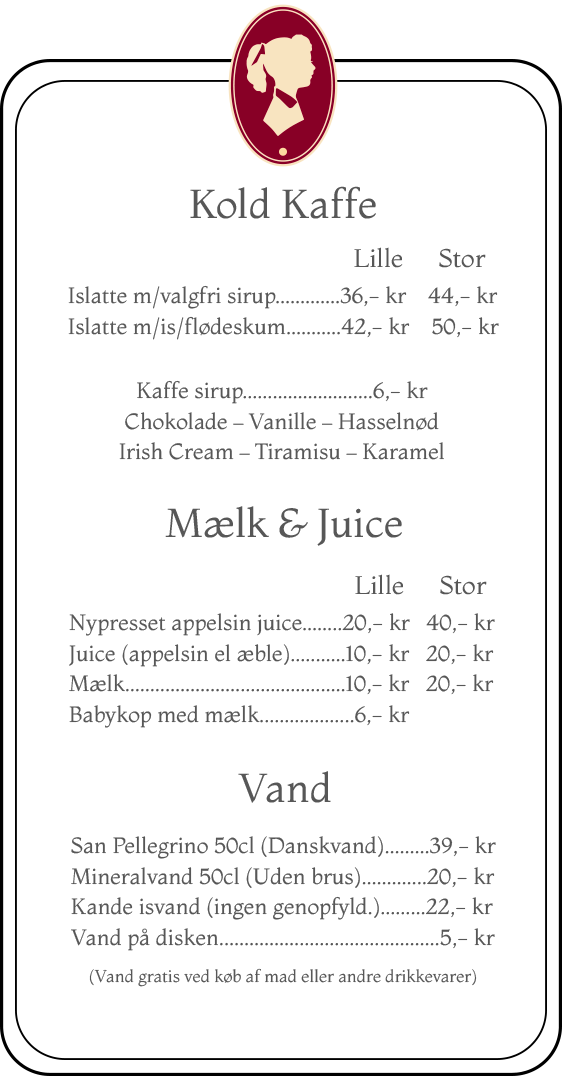 Kold Kaffe
Lille Stor
Islatte m/valgfri sirup.............36,- kr 44,- kr
Islatte m/is/flødeskum...........42,- kr 50,- kr
Kaffe sirup..........................6,- kr
Chokolade – Vanille – Hasselnød
Irish Cream – Tiramisu – Karamel
Mælk & Juice
Lille Stor
Nypresset appelsin juice........20,- kr 40,- kr
Juice (appelsin el æble)...........10,- kr 20,- kr
Mælk............................................10,- kr 20,- kr
Babykop med mælk...................6,- kr
Vand
San Pellegrino 50cl (Danskvand).........39,- kr
Mineralvand 50cl (Uden brus).............20,- kr
Kande isvand (ingen genopfyld.).........22,- kr
Vand på disken............................................5,- kr
(Vand gratis ved køb af mad eller andre drikkevarer)